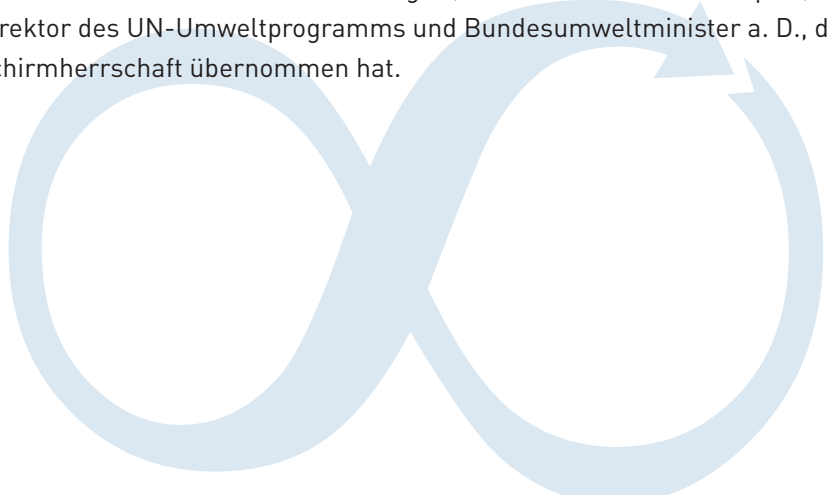 rektor des UN-Umweltprogramms und Bundesumweltminister a. D., d
chirmherrschaft übernommen hat.